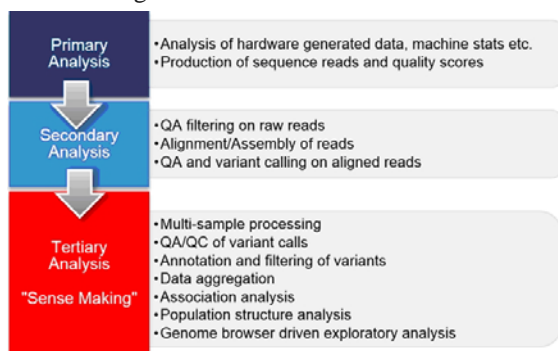 Primary
Analysis
•Analysis of hardware generated data, machine stats etc.
•Production of sequence reads and quality scores
Secondary
Analysis
•QA filtering on raw reads
•Alignment/Assembly of reads
•QA and variant calling on aligned reads
Tertiary
Analysis
"Sense Making"
•Multi-sample processing
•QA/QC of variant calls
•Annotation and filtering of variants
•Data aggregation
•Association analysis
•Population structure analysis
•Genome browser driven exploratory analysis